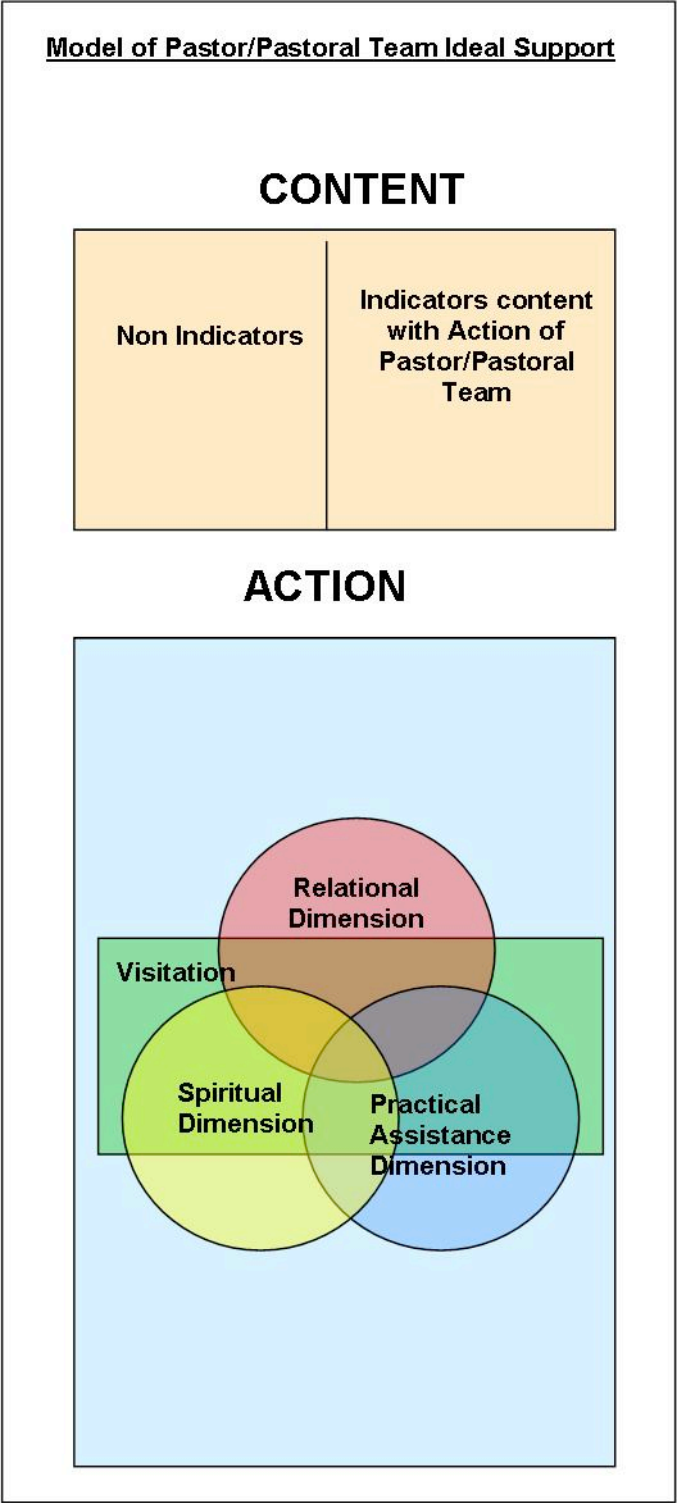 Model of Pastor/Pastoral Team Ideal Support
CONTENT
Non Indicators
Indicators content
with Action of
Pastor/Pastoral
Team
ACTION
Relational
Dimension
Visitation
Spiritual
Dimension
Practical
Assistance
Dimension